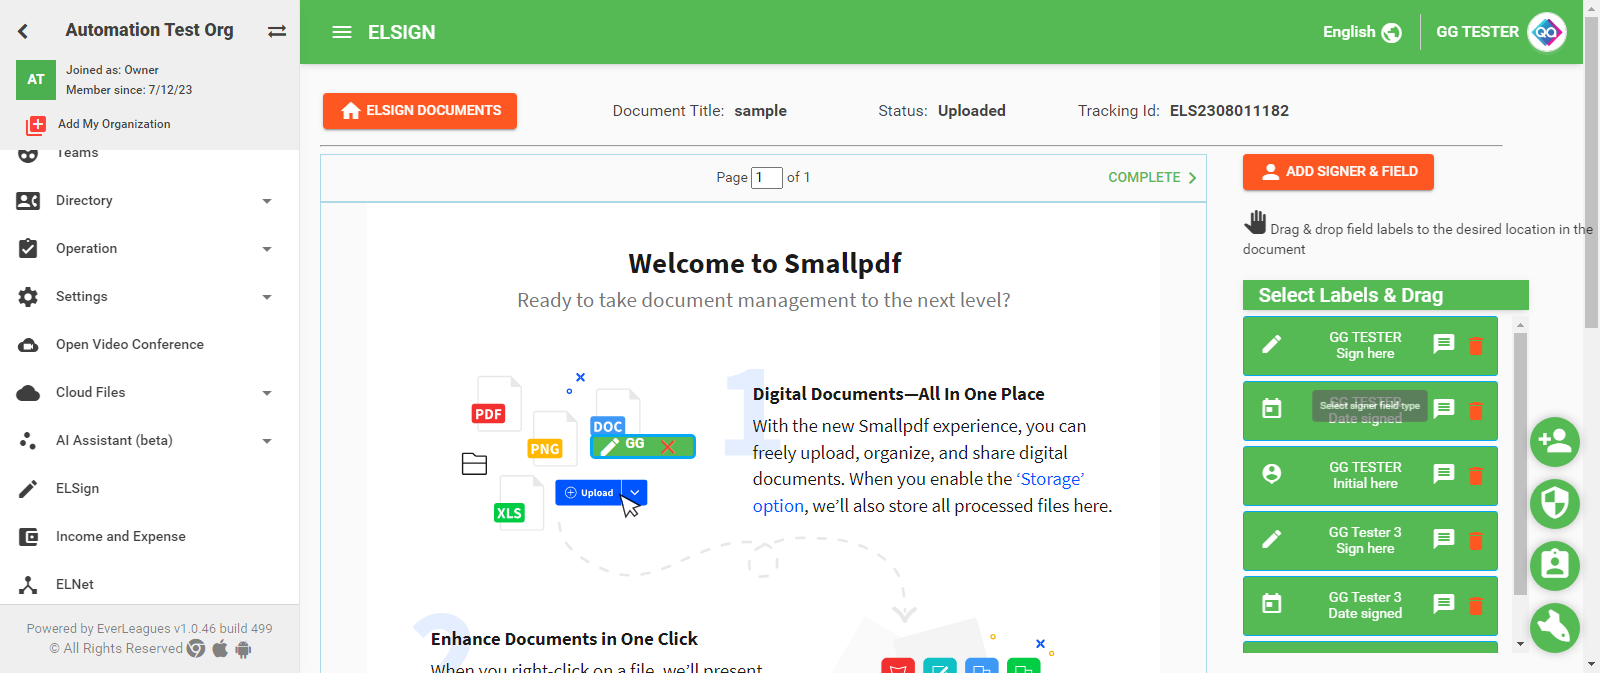 Automation Test Org
AT
Joined as: Owner
Member since: 7/12/23
Add My Organization
Teams
Directory
Operation
Settings
Open Video Conference
Cloud Files
AI Assistant (beta)
ELSign
Income and Expense
ELNet
Powered by EverLeagues v1.0.46 build 499
© All Rights Reserved
ELSIGN
English
GG TESTER
QA
ELSIGN DOCUMENTS
Document Title: sample
Status: Uploaded
Tracking Id: ELS2308011182
Page 1 of 1
COMPLETE
Welcome to Smallpdf
Ready to take document management to the next level?
PDF
DOC
GG
PNG
Upload
XLS
1
Digital Documents—All In One Place
With the new Smallpdf experience, you can
freely upload, organize, and share digital
documents. When you enable the ‘Storage’
option, we’ll also store all processed files here.
2
Enhance Documents in One Click
When you right-click on a file, we’ll present
ADD SIGNER & FIELD
Drag & drop field labels to the desired location in the
document
Select Labels & Drag
GG TESTER
Sign here
GG TESTER
Select signer field type
Date signed
GG TESTER
Initial here
GG Tester 3
Sign here
GG Tester 3
Date signed